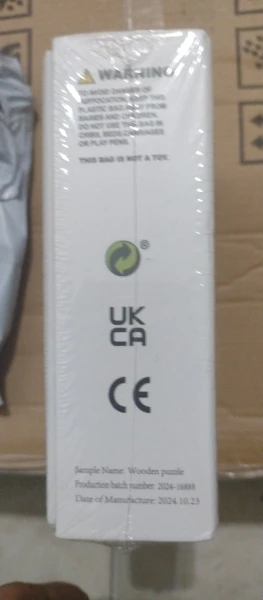 WARNING
TO AVOID DANGER OF
SUFFOCATION, KEEP THIS
PLASTIC BAG AWAY FROM
BABIES AND CHILDREN.
DO NOT USE THIS BAG IN
CRIBS, BEDS, CARRIAGES
OR PLAY PENS.
THIS BAG IS NOT A TOY.
®
UK
CA
CE
Sample Name: Wooden puzzle
Production batch number: 2024-16888
Date of Manufacture: 2024.10.23